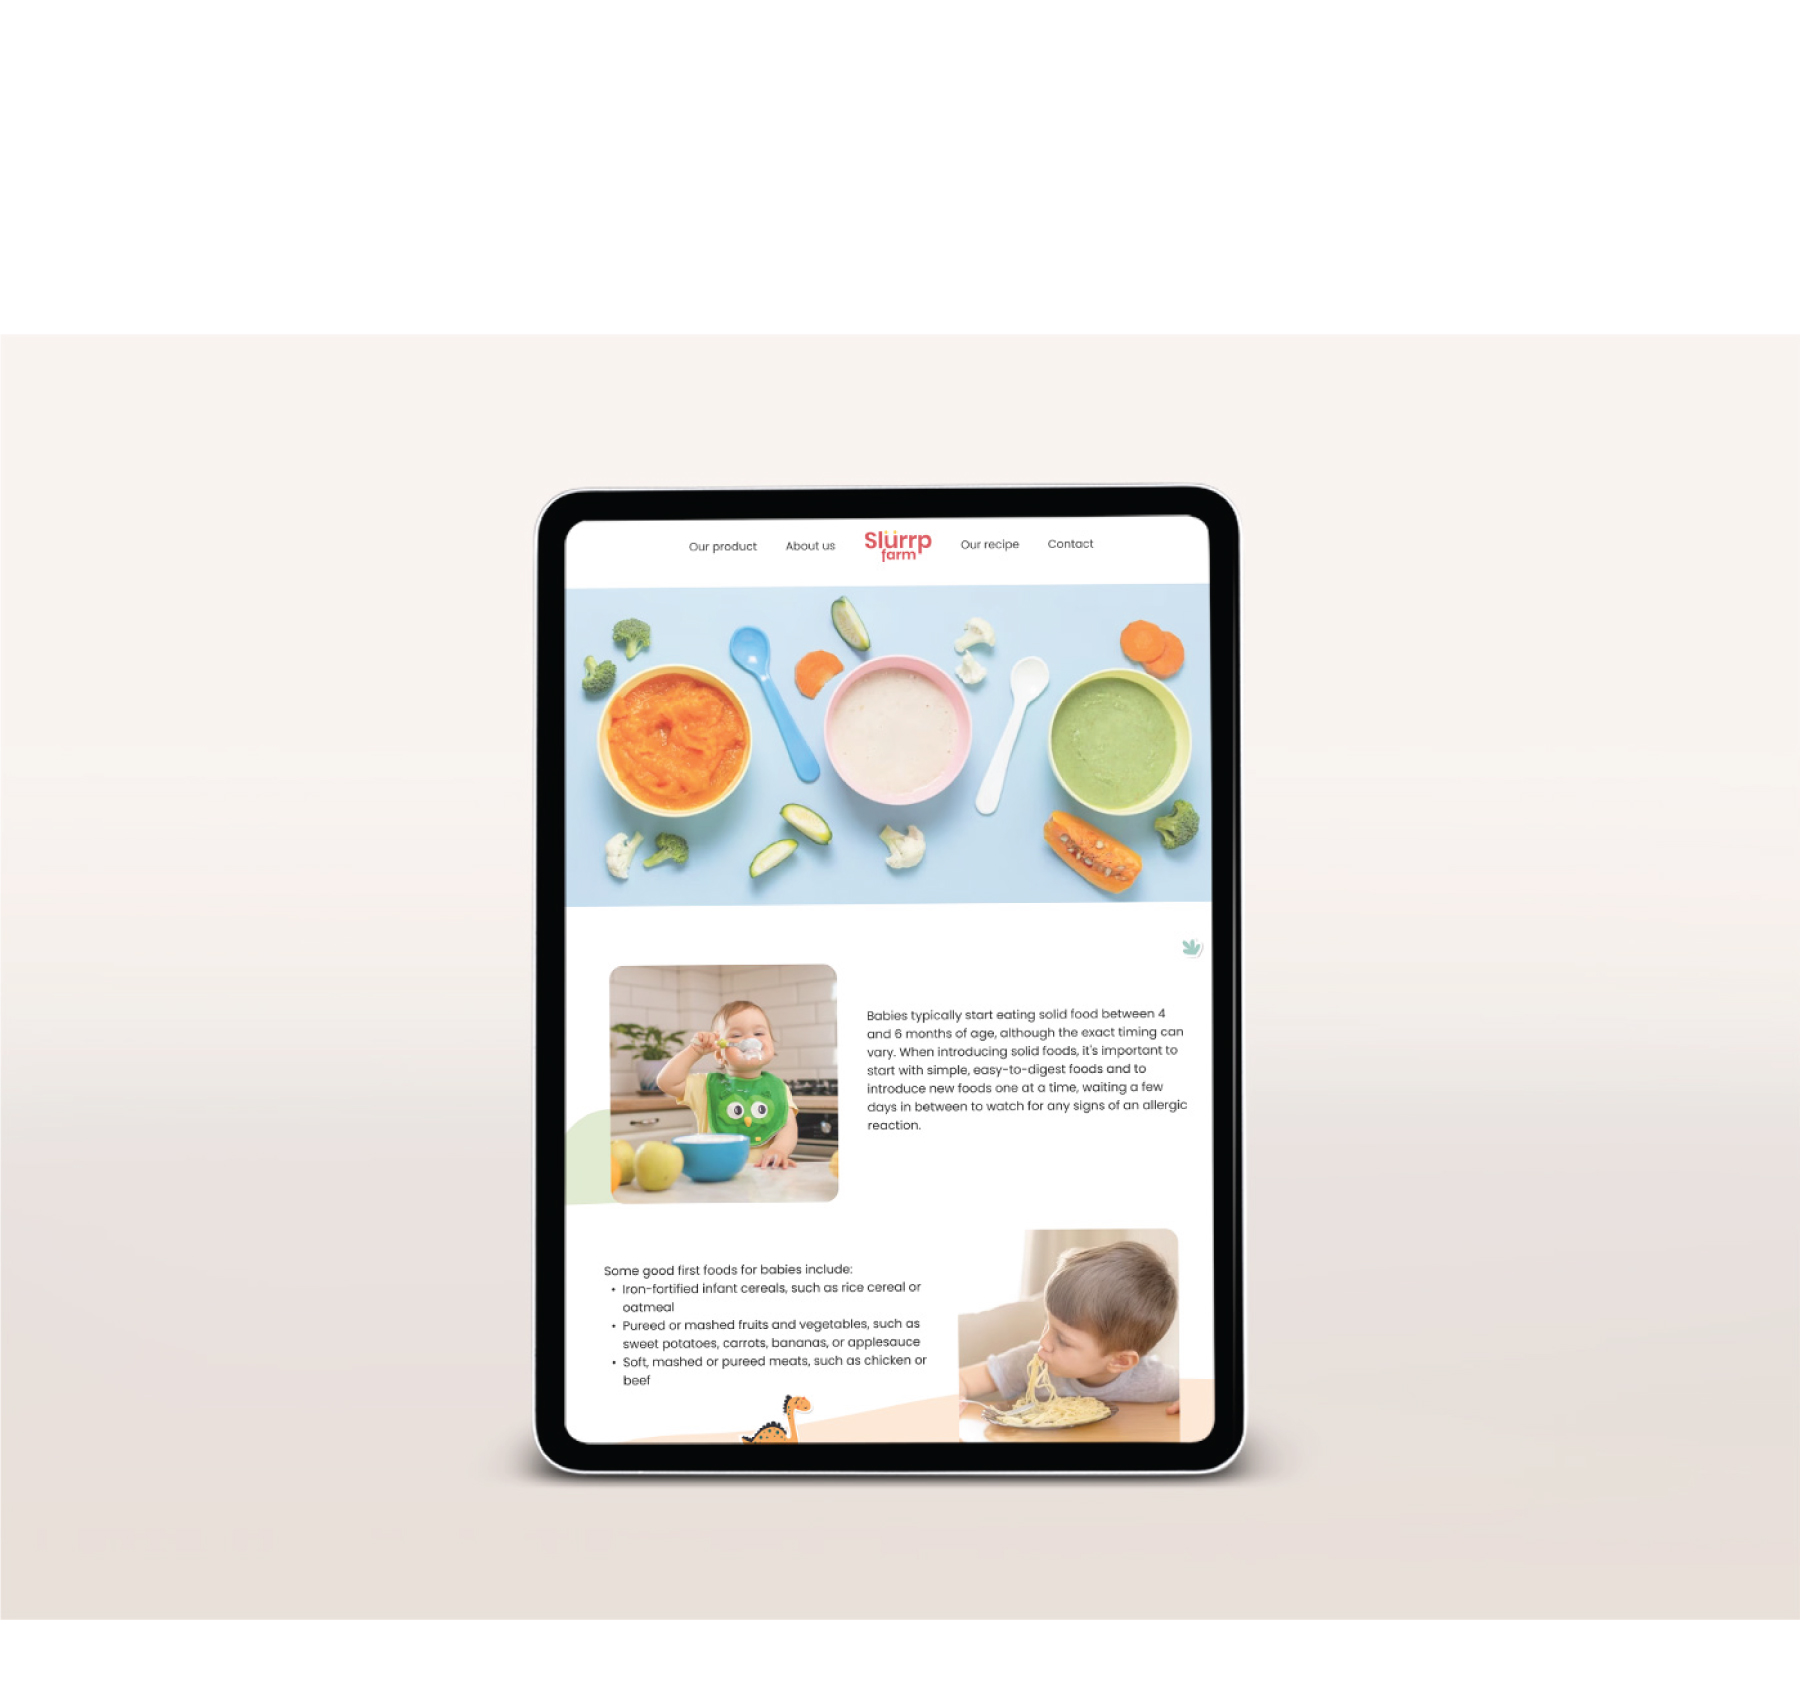 Our product
About us
Slürrp
farm
Our recipe
Contact
Babies typically start eating solid food between 4
and 6 months of age, although the exact timing can
vary. When introducing solid foods, it's important to
start with simple, easy-to-digest foods and to
introduce new foods one at a time, waiting a few
days in between to watch for any signs of an allergic
reaction.
Some good first foods for babies include:
• Iron-fortified infant cereals, such as rice cereal or
oatmeal
• Pureed or mashed fruits and vegetables, such as
sweet potatoes, carrots, bananas, or applesauce
• Soft, mashed or pureed meats, such as chicken or
beef